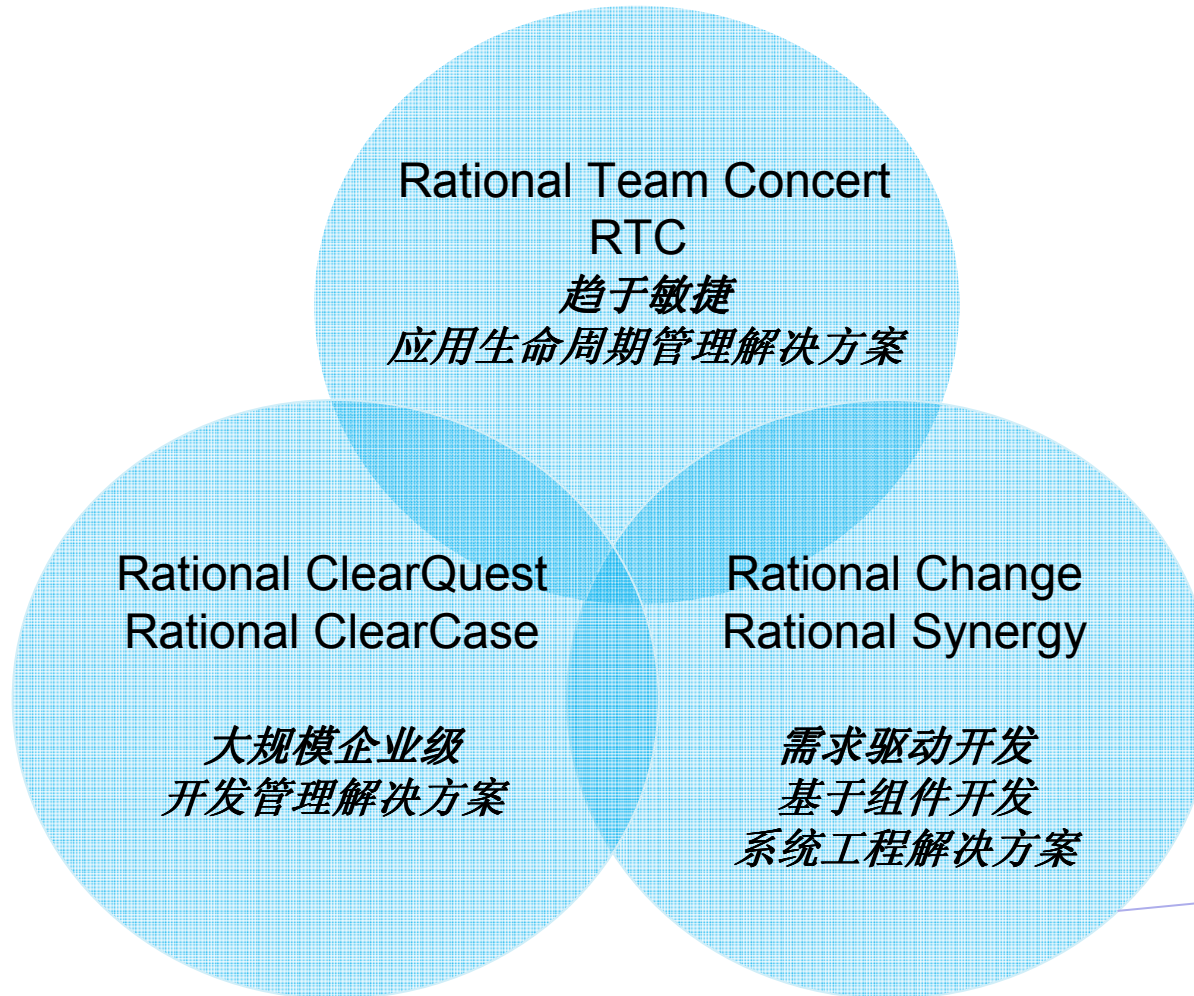 Rational Team Concert
RTC
趋于敏捷
应用生命周期管理解决方案
Rational ClearQuest
Rational ClearCase
大规模企业级
开发管理解决方案
Rational Change
Rational Synergy
需求驱动开发
基于组件开发
系统工程解决方案